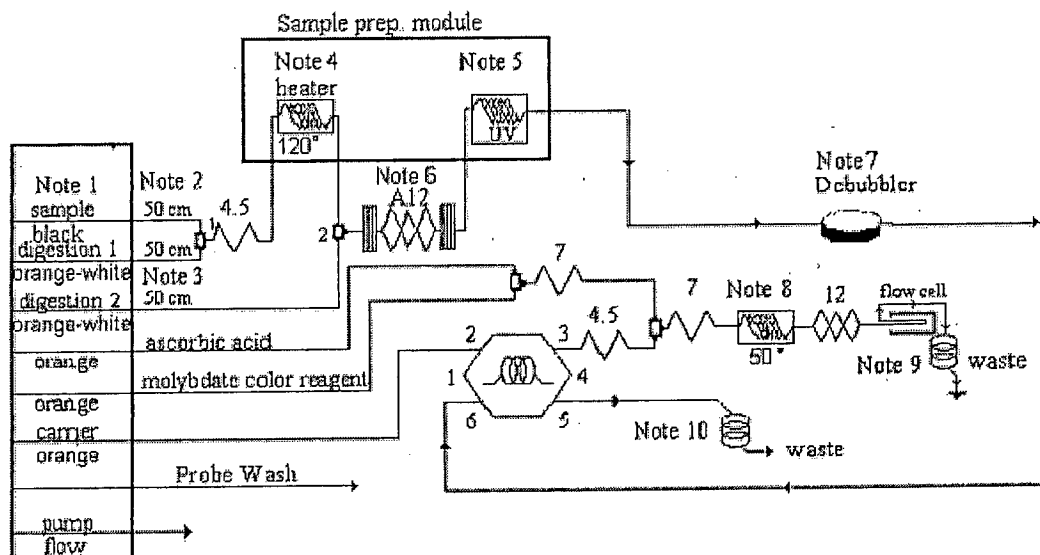 Sample prep. module
Note 4
heater
120°
Note 5
UV
Note 1
sample
black
digestion 1
orange-white
digestion 2
orange-white
orange
orange
carrier
orange
pump
flow
Note 2
50 cm
50 cm
Note 3
50 cm
1
4.5
2
Note 6
A12
Note 7
Debubbler
ascorbic acid
molybdate color reagent
Probe Wash
7
4.5
7
Note 8
50°
12
flow cell
Note 9
waste
1
2
3
4
5
6
Note 10
waste